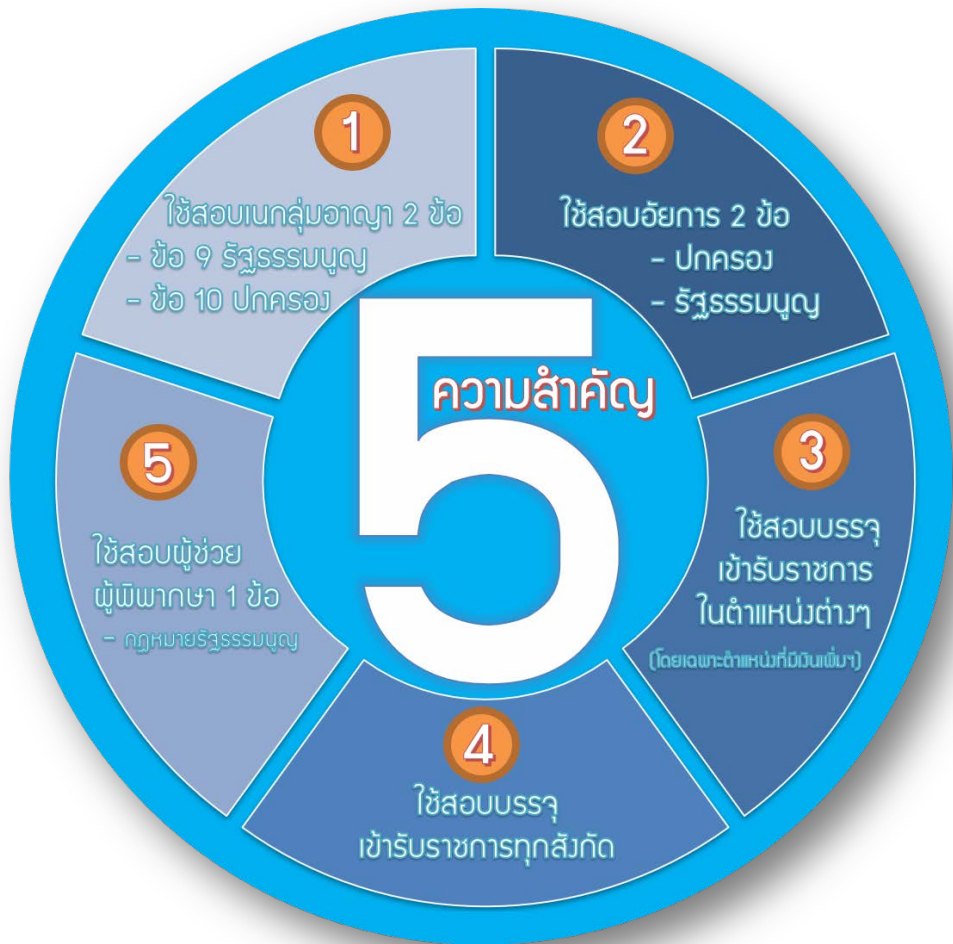 5
ความสำคัญ
1
ใช้สอบเนกลุ่มอาญา 2 ข้อ
- ข้อ 9 รัฐธรรมนูญ
- ข้อ 10 ปกครอง
2
ใช้สอบอัยการ 2 ข้อ
- ปกครอง
- รัฐธรรมนูญ
3
ใช้สอบบรรจุ
เข้ารับราชการ
ในตำแหน่งต่างๆ
(โดยเฉพาะตำแหน่งที่มีเงินเพิ่มฯ)
4
ใช้สอบบรรจุ
เข้ารับราชการทุกสังกัด
5
ใช้สอบผู้ช่วย
ผู้พิพากษา 1 ข้อ
- กฎหมายรัฐธรรมนูญ